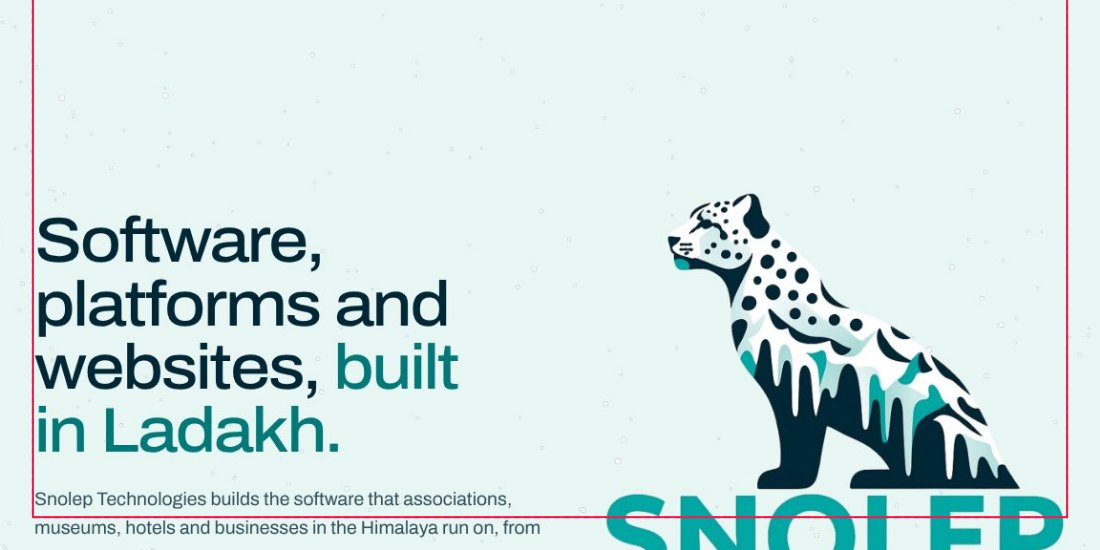 Software,
platforms and
websites, built
in Ladakh.
Snolep Technologies builds the software that associations,
museums, hotels and businesses in the Himalaya run on, from
SNOLEP